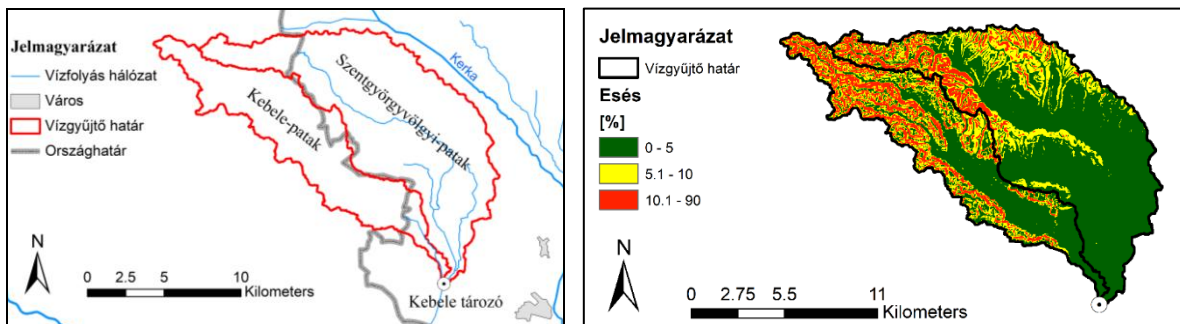 Jelmagyarázat
Vízfolyás hálózat
Város
Vízgyűjtő határ
Országhatár
Kerka
Szentgyörgyvölgyi-patak
Kebele-patak
Kebele tározó
N
0 2.5 5 10
Kilometers
Jelmagyarázat
Vízgyűjtő határ
Esés
[%]
0 - 5
5.1 - 10
10.1 - 90
N
0 2.75 5.5 11
Kilometers